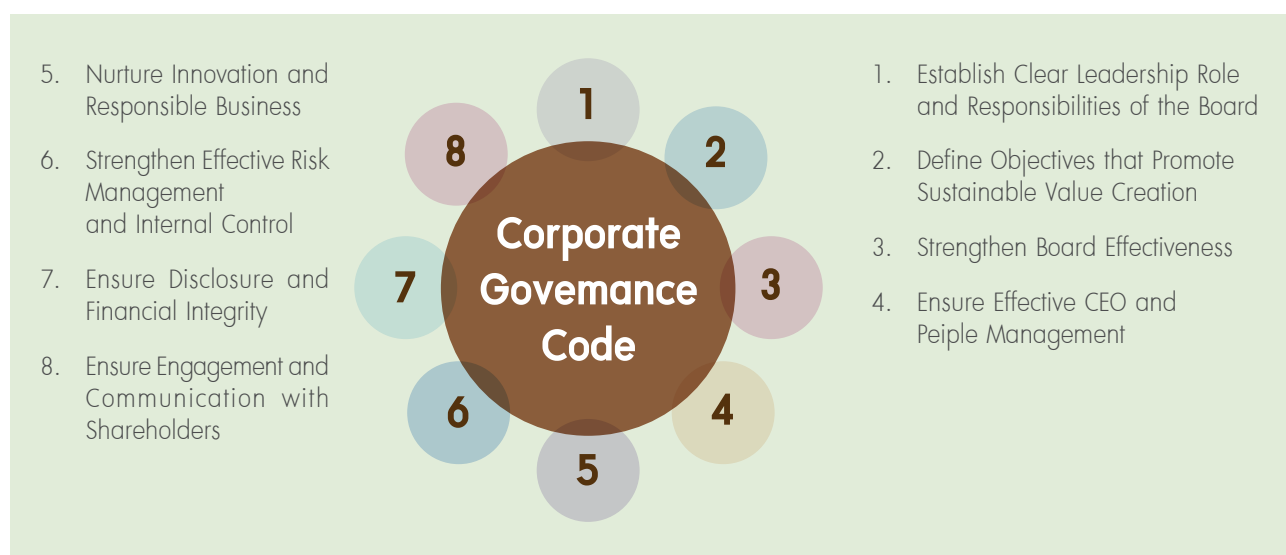 5. Nurture Innovation and
Responsible Business
6. Strengthen Effective Risk
Management
and Internal Control
7. Ensure Disclosure and
Financial Integrity
8. Ensure Engagement and
Communication with
Shareholders
1
2
3
4
5
6
7
8
Corporate
Govemance
Code
1. Establish Clear Leadership Role
and Responsibilities of the Board
2. Define Objectives that Promote
Sustainable Value Creation
3. Strengthen Board Effectiveness
4. Ensure Effective CEO and
Peiple Management